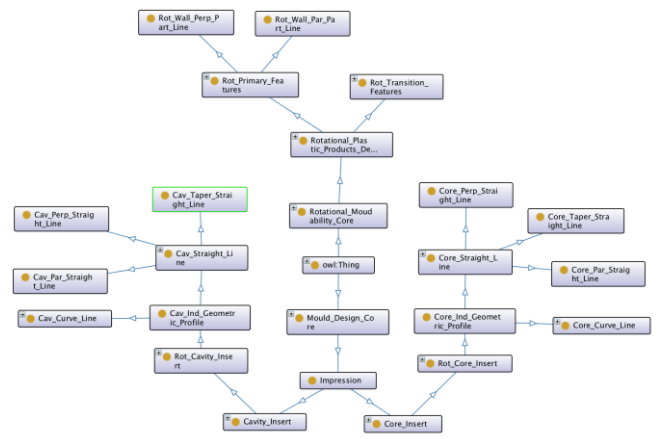 Rot_Wall_Perp_P
art_Line
Rot_Wall_Par_Pa
rt_Line
Rot_Primary_Fea
tures
Rot_Transition_
Features
Rotational_Plas
tic_Products_De...
Cav_Taper_Strai
ght_Line
Rotational_Moud
ability_Core
Core_Perp_Strai
ght_Line
Cav_Perp_Straig
ht_Line
Core_Taper_Stra
ight_Line
Cav_Straight_Li
ne
owl:Thing
Core_Straight_L
ine
Cav_Par_Straigh
t_Line
Core_Par_Straig
ht_Line
Cav_Curve_Line
Cav_Ind_Geometr
ic_Profile
Mould_Design_Co
re
Core_Ind_Geomet
ric_Profile
Core_Curve_Line
Rot_Cavity_Inse
rt
Rot_Core_Insert
Impression
Cavity_Insert
Core_Insert